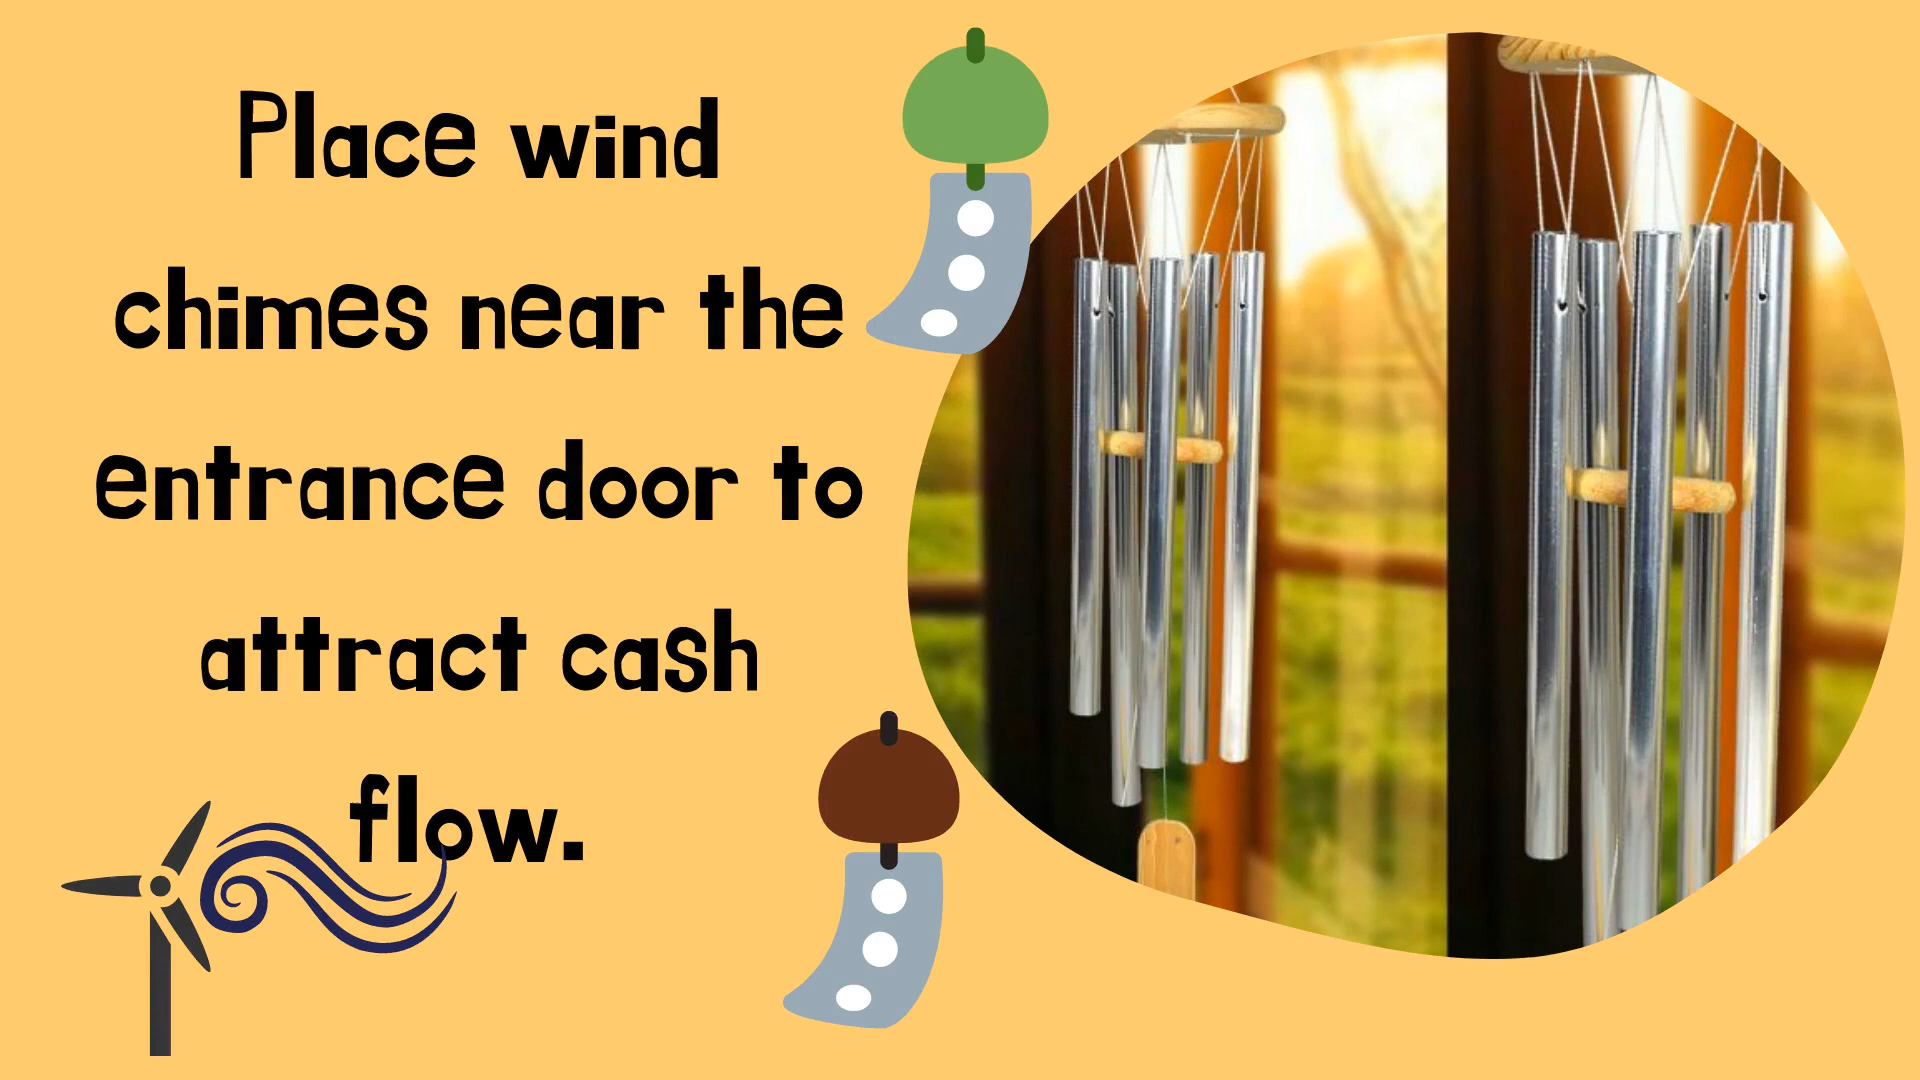 Place wind
chimes near the
entrance door to
attract cash
flow.